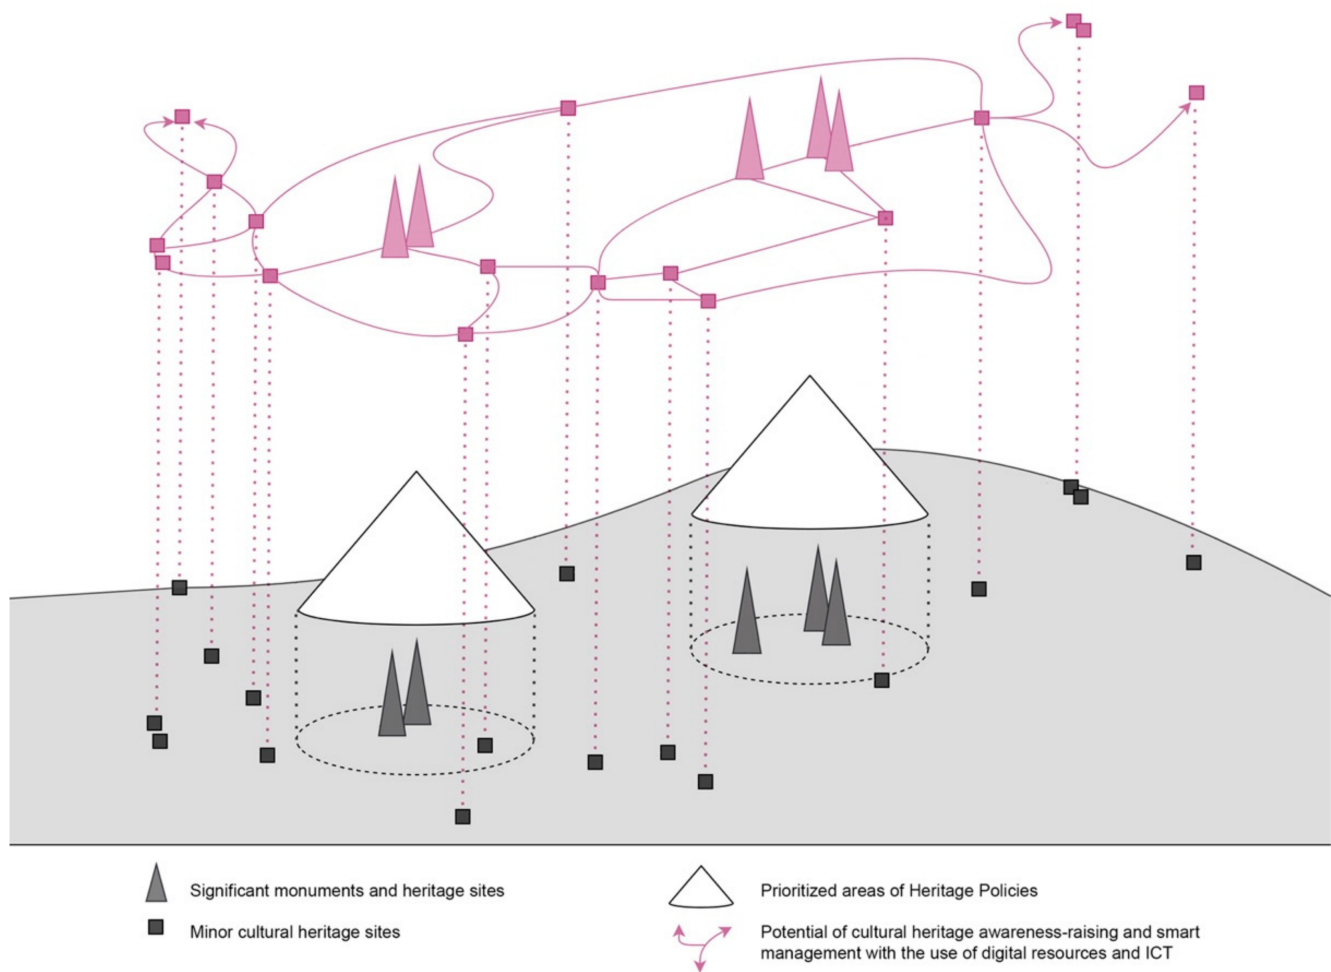 Significant monuments and heritage sites
Minor cultural heritage sites
Prioritized areas of Heritage Policies
Potential of cultural heritage awareness-raising and smart
management with the use of digital resources and ICT